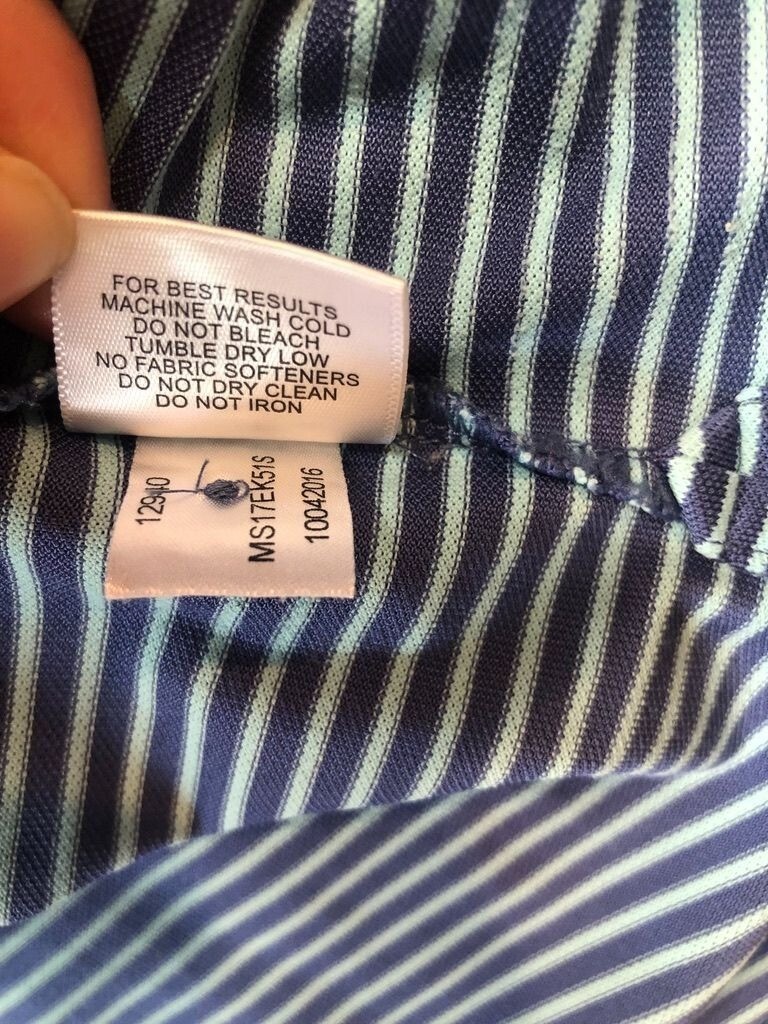 FOR BEST RESULTS
MACHINE WASH COLD
DO NOT BLEACH
TUMBLE DRY LOW
NO FABRIC SOFTENERS
DO NOT DRY CLEAN
DO NOT IRON
MS17EK51S
10042016